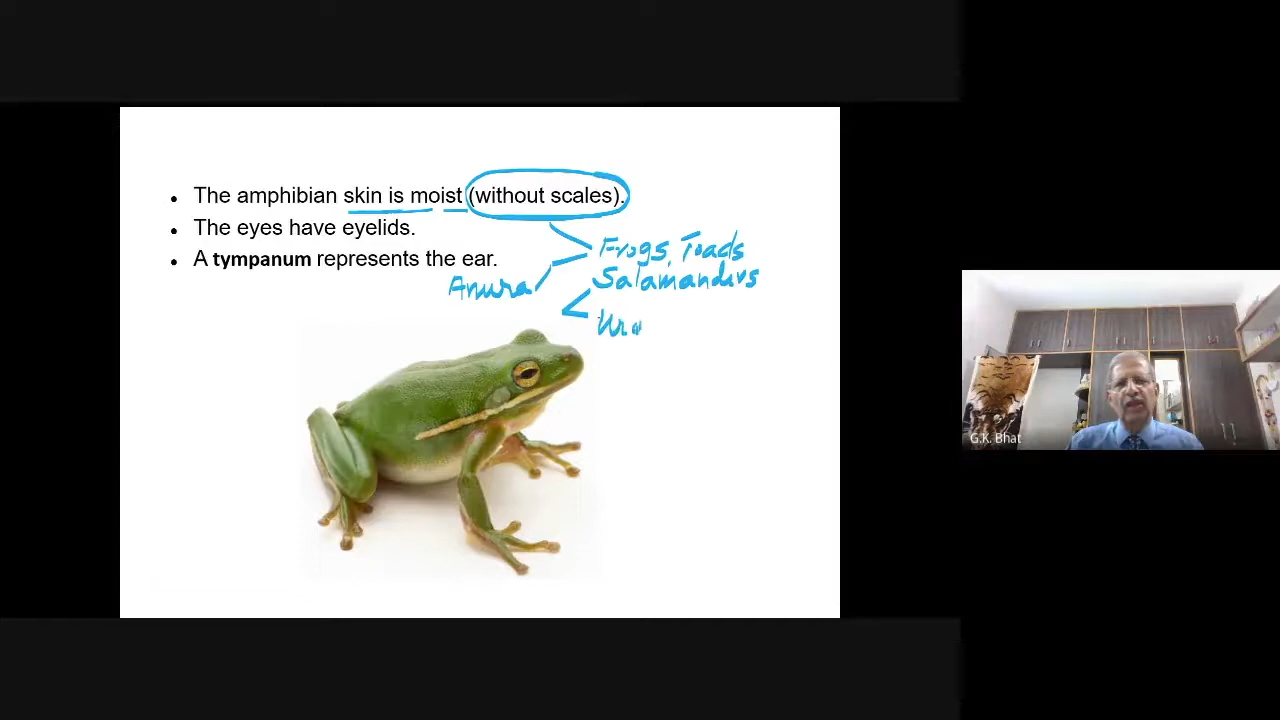 • The amphibian skin is moist (without scales).
• The eyes have eyelids.
• A tympanum represents the ear.
Frogs, Toads
Anura
Salamanders
Uro
G.K. Bhat